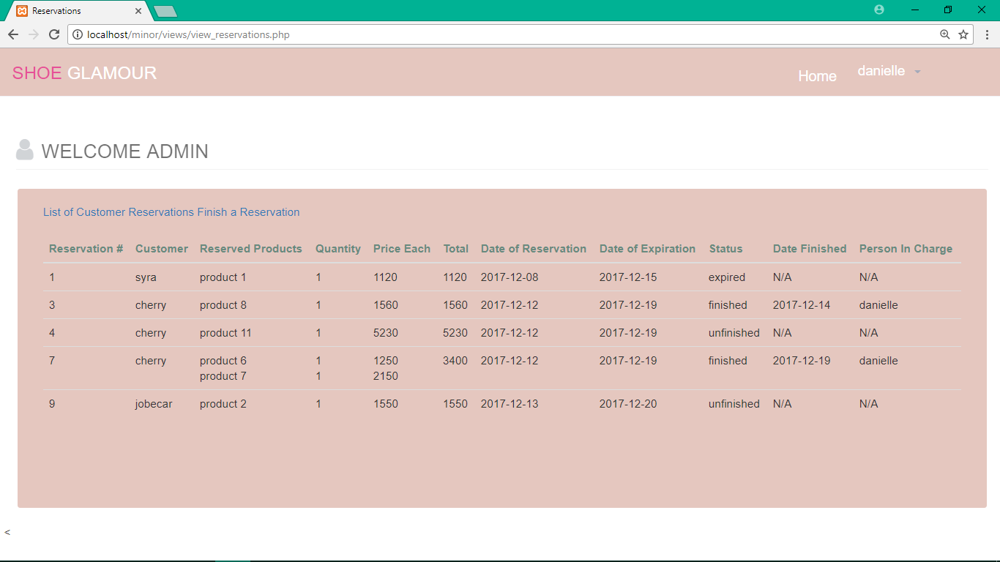 Reservations
localhost/minor/views/view_reservations.php
SHOE GLAMOUR Home danielle
WELCOME ADMIN
List of Customer Reservations Finish a Reservation
Reservation # Customer Reserved Products Quantity Price Each Total Date of Reservation Date of Expiration Status Date Finished Person In Charge
1 syra product 1 1 1120 1120 2017-12-08 2017-12-15 expired N/A N/A
3 cherry product 8 1 1560 1560 2017-12-12 2017-12-19 finished 2017-12-14 danielle
4 cherry product 11 1 5230 5230 2017-12-12 2017-12-19 unfinished N/A N/A
7 cherry product 6 1 1250 3400 2017-12-12 2017-12-19 finished 2017-12-19 danielle
product 7 1 2150
9 jobecar product 2 1 1550 1550 2017-12-13 2017-12-20 unfinished N/A N/A
<